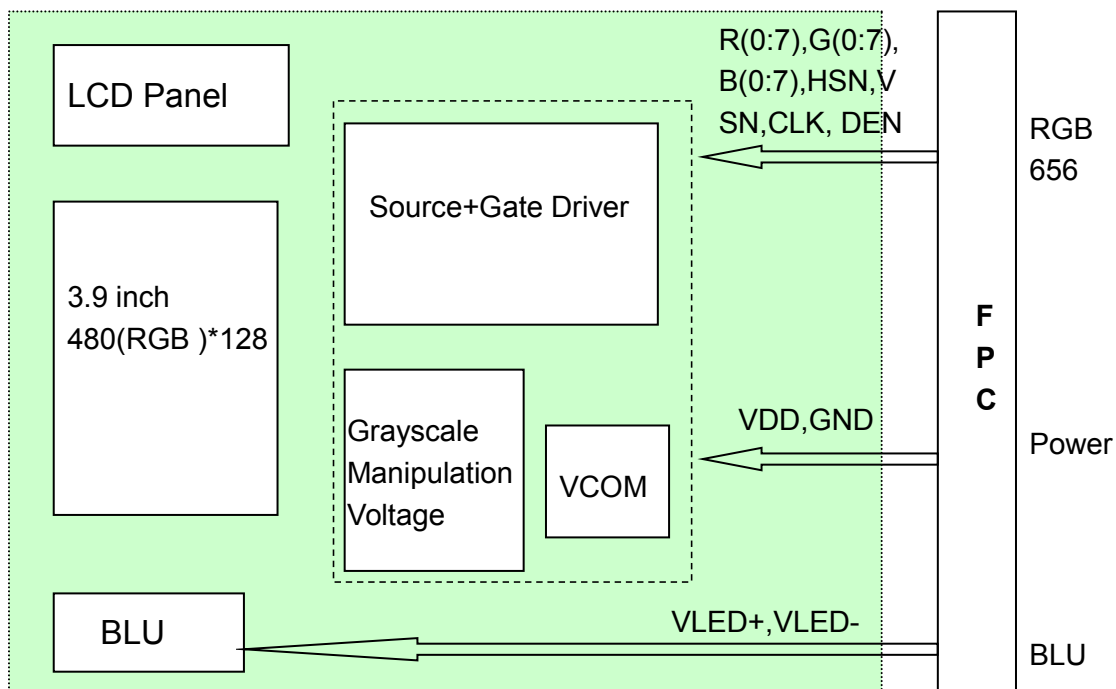 LCD Panel
3.9 inch
480(RGB )*128
BLU
Source+Gate Driver
Grayscale
Manipulation
Voltage
VCOM
R(0:7),G(0:7),
B(0:7),HSN,V
SN,CLK, DEN
VDD,GND
VLED+,VLED-
F
P
C
RGB
656
Power
BLU